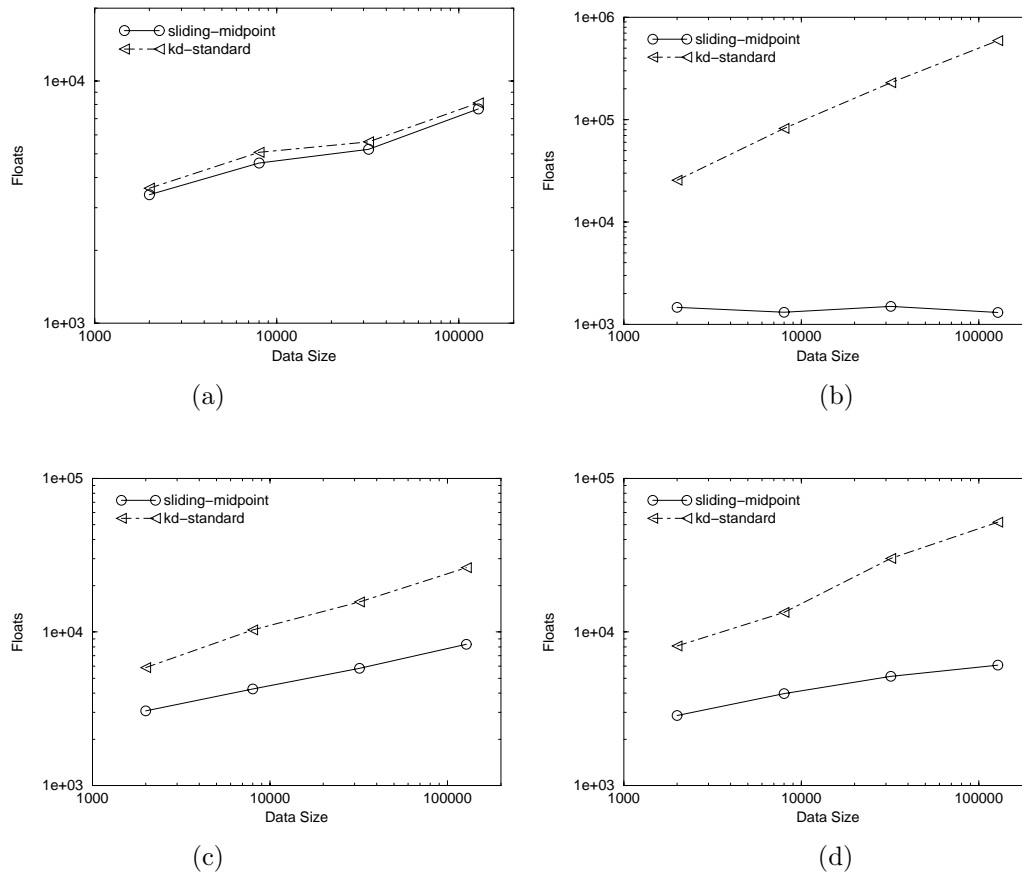 sliding-midpoint
kd-standard
1e+04
1e+03
Floats
1000
10000
100000
Data Size
(a)
1e+06
sliding-midpoint
kd-standard
1e+05
1e+04
1e+03
Floats
1000
10000
100000
Data Size
(b)
1e+05
sliding-midpoint
kd-standard
1e+04
1e+03
Floats
1000
10000
100000
Data Size
(c)
1e+05
sliding-midpoint
kd-standard
1e+04
1e+03
Floats
1000
10000
100000
Data Size
(d)